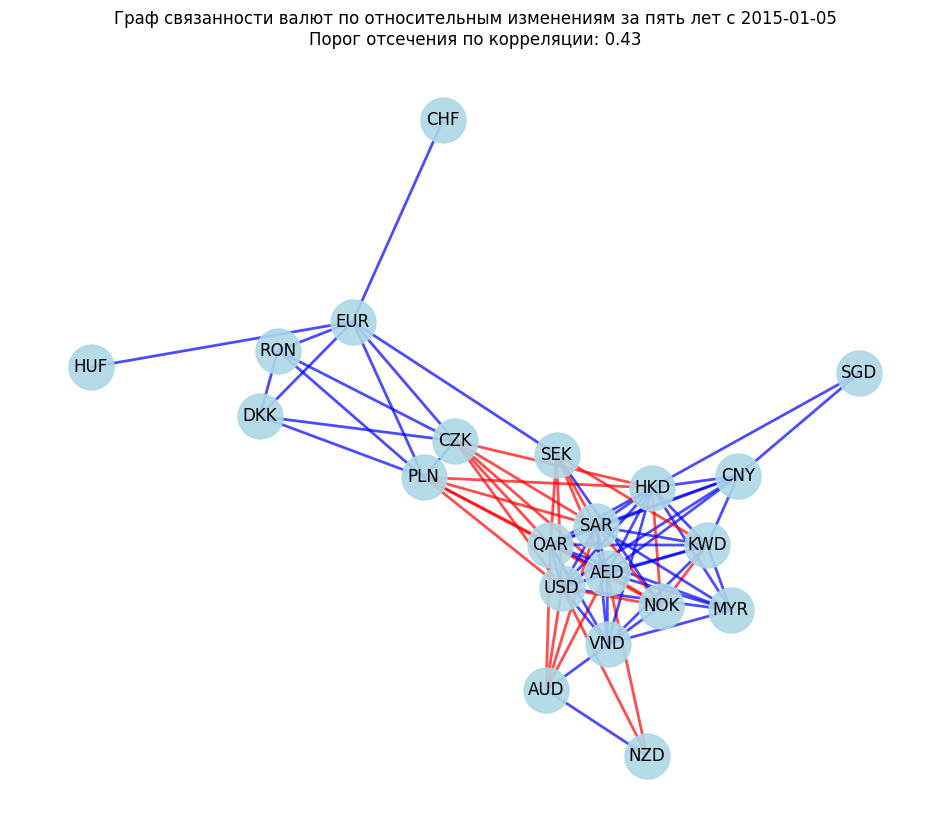 Граф связанности валют по относительным изменениям за пять лет с 2015-01-05
Порог отсечения по корреляции: 0.43
CHF
EUR
RON
HUF
SGD
DKK
CZK
SEK
PLN
CNY
HKD
SAR
QAR
KWD
AED
USD
NOK
MYR
VND
AUD
NZD